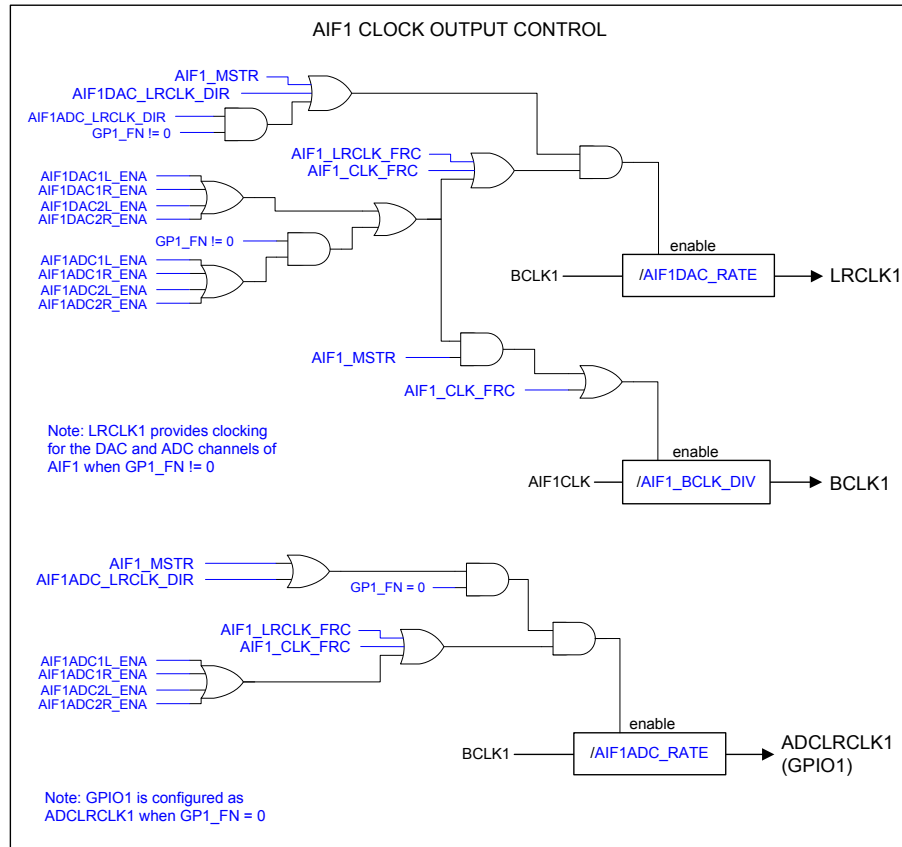 AIF1 CLOCK OUTPUT CONTROL
AIF1_MSTR
AIF1DAC_LRCLK_DIR
AIF1ADC_LRCLK_DIR
GP1_FN != 0
AIF1_LRCLK_FRC
AIF1_CLK_FRC
AIF1DAC1L_ENA
AIF1DAC1R_ENA
AIF1DAC2L_ENA
AIF1DAC2R_ENA
GP1_FN != 0
AIF1ADC1L_ENA
AIF1ADC1R_ENA
AIF1ADC2L_ENA
AIF1ADC2R_ENA
enable
BCLK1
/AIF1DAC_RATE
LRCLK1
AIF1_MSTR
AIF1_CLK_FRC
Note: LRCLK1 provides clocking
for the DAC and ADC channels of
AIF1 when GP1_FN != 0
enable
AIF1CLK
/AIF1_BCLK_DIV
BCLK1
AIF1_MSTR
AIF1ADC_LRCLK_DIR
GP1_FN = 0
AIF1_LRCLK_FRC
AIF1_CLK_FRC
AIF1ADC1L_ENA
AIF1ADC1R_ENA
AIF1ADC2L_ENA
AIF1ADC2R_ENA
enable
BCLK1
/AIF1ADC_RATE
ADCLRCLK1
(GPIO1)
Note: GPIO1 is configured as
ADCLRCLK1 when GP1_FN = 0